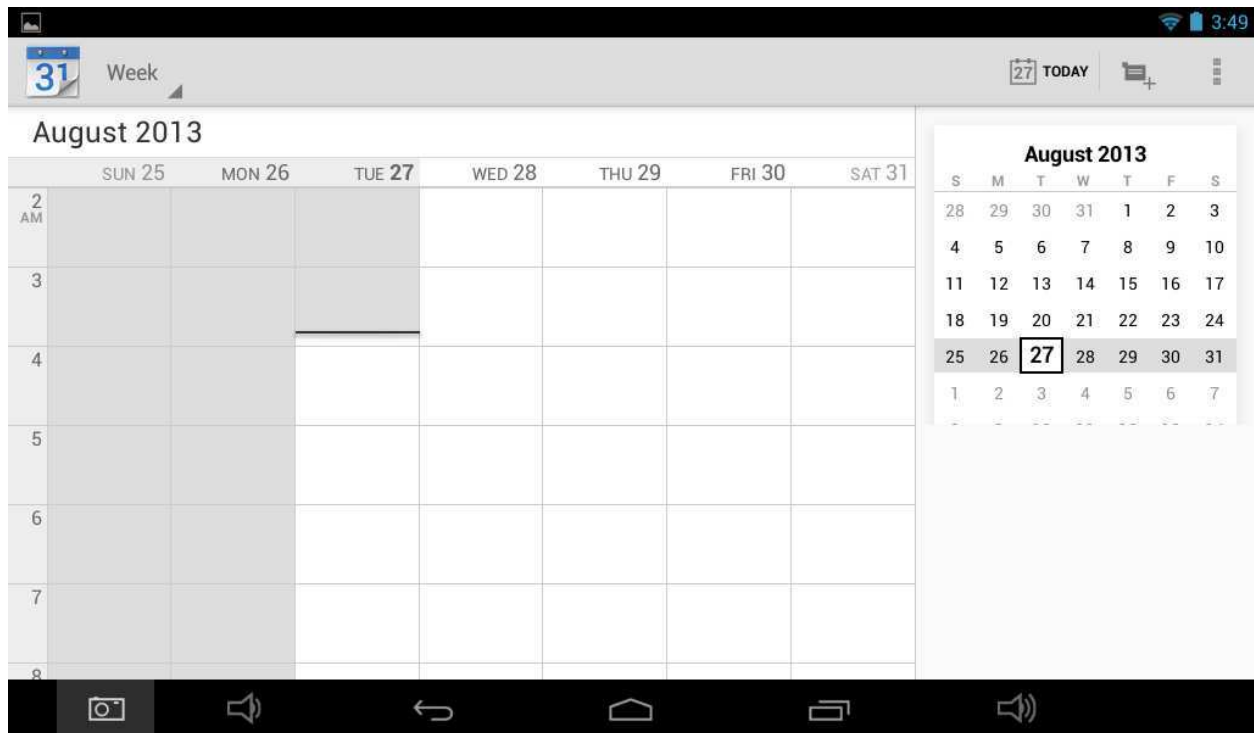 3:49
31 Week
27 TODAY
August 2013
SUN 25 MON 26 TUE 27 WED 28 THU 29 FRI 30 SAT 31
2
AM
3
4
5
6
7
8
August 2013
S M T W T F S
28 29 30 31 1 2 3
4 5 6 7 8 9 10
11 12 13 14 15 16 17
18 19 20 21 22 23 24
25 26 27 28 29 30 31
1 2 3 4 5 6 7